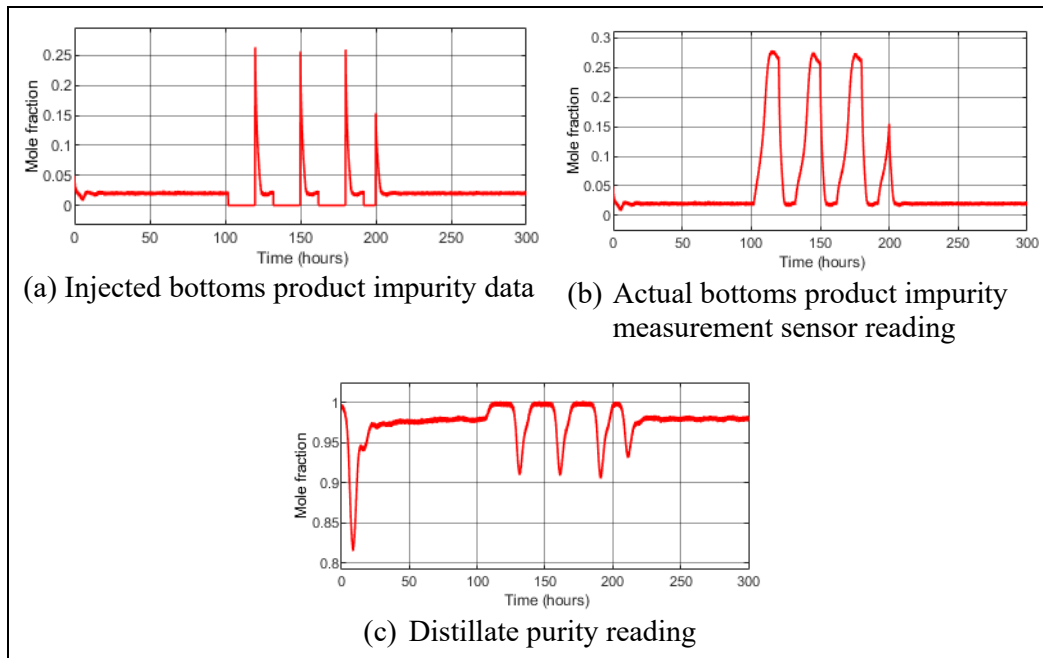 0.25
0.2
0.15
0.1
0.05
0
Mole fraction
0 50 100 150 200 250 300
Time (hours)
(a) Injected bottoms product impurity data
0.3
0.25
0.2
0.15
0.1
0.05
0
Mole fraction
0 50 100 150 200 250 300
Time (hours)
(b) Actual bottoms product impurity
measurement sensor reading
1
0.95
0.9
0.85
0.8
Mole fraction
0 50 100 150 200 250 300
Time (hours)
(c) Distillate purity reading